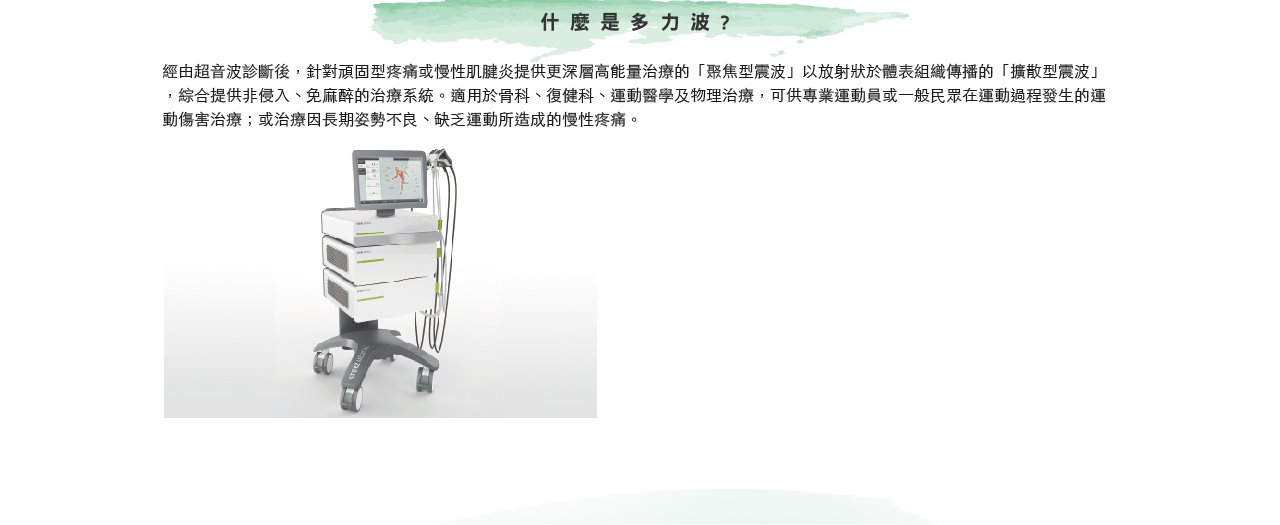 什麼是多力波?
經由超音波診斷後，針對頑固型疼痛或慢性肌腱炎提供更深層高能量治療的「聚焦型震波」以放射狀於體表組織傳播的「擴散型震波」
，綜合提供非侵入、免麻醉的治療系統。適用於骨科、復健科、運動醫學及物理治療，可供專業運動員或一般民眾在運動過程發生的運
動傷害治療；或治療因長期姿勢不良、缺乏運動所造成的慢性疼痛。
STORZ MEDICAL